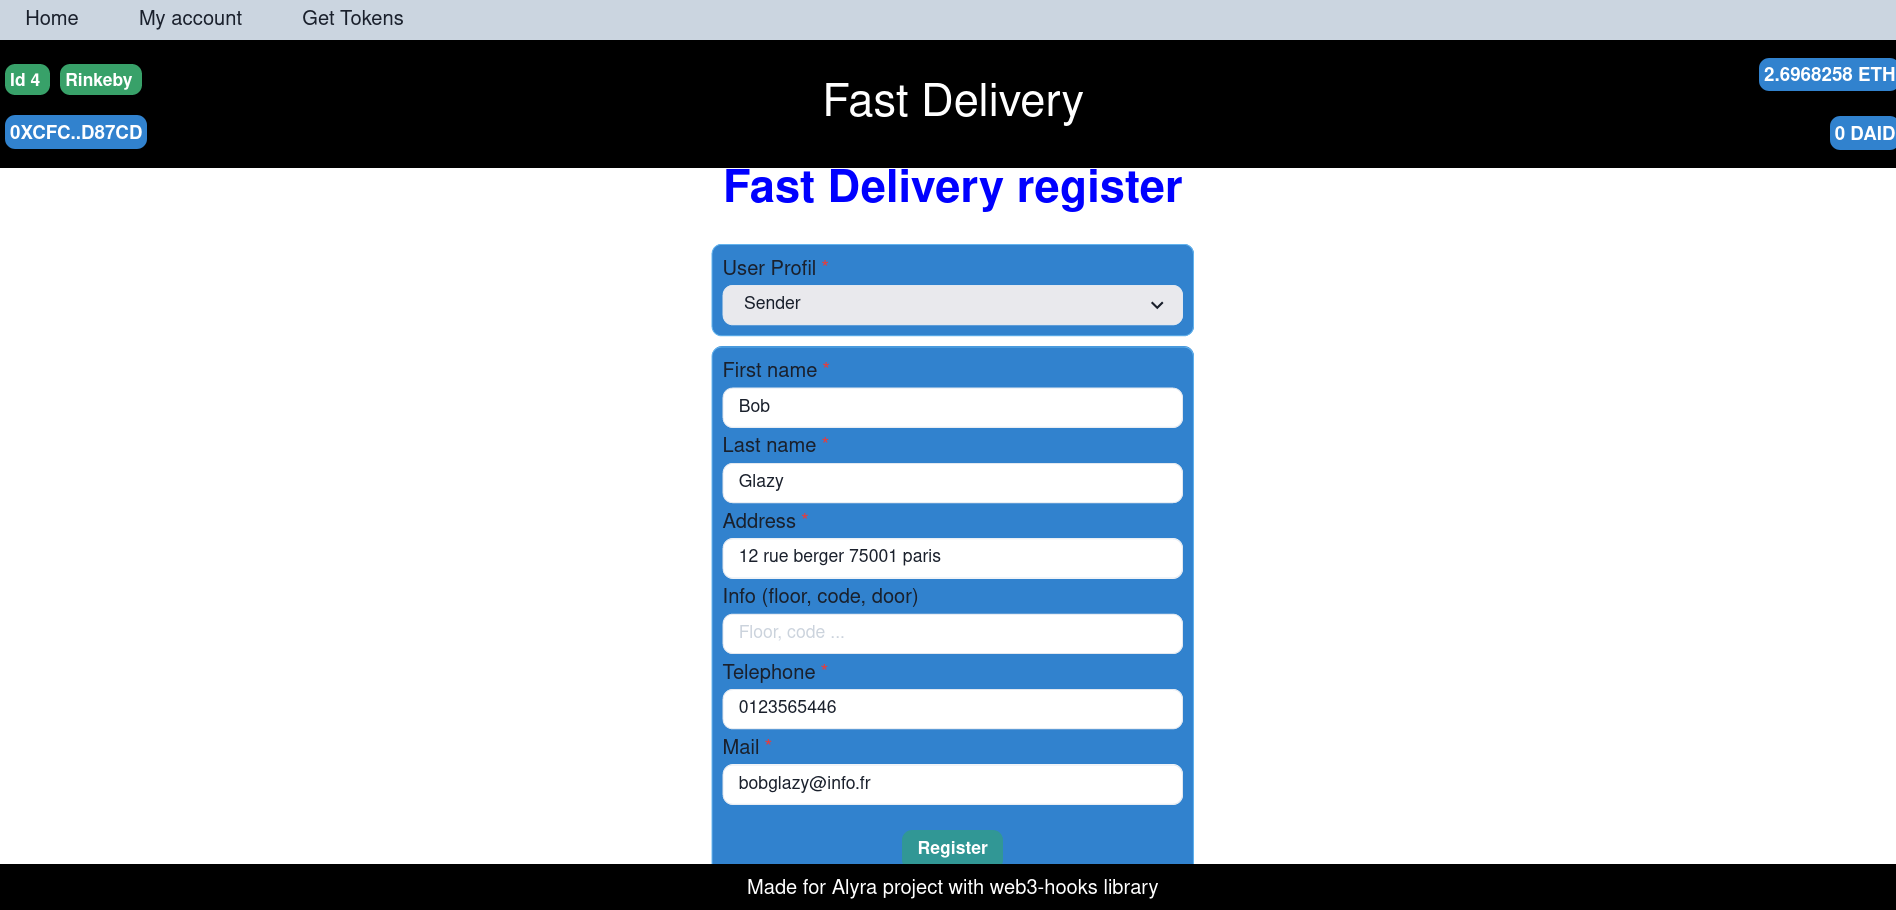 Home My account Get Tokens
Id 4 Rinkeby
2.6968258 ETH
Fast Delivery
0XCFC..D87CD
0 DAID
Fast Delivery register
User Profil *
Sender
First name *
Bob
Last name *
Glazy
Address *
12 rue berger 75001 paris
Info (floor, code, door)
Floor, code ...
Telephone *
0123565446
Mail *
bobglazy@info.fr
Register
Made for Alyra project with web3-hooks library